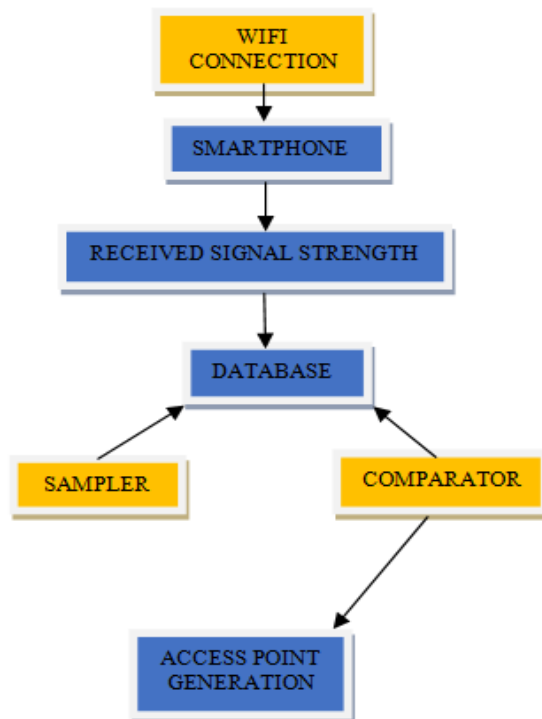 WIFI
CONNECTION
SMARTPHONE
RECEIVED SIGNAL STRENGTH
DATABASE
SAMPLER
COMPARATOR
ACCESS POINT
GENERATION